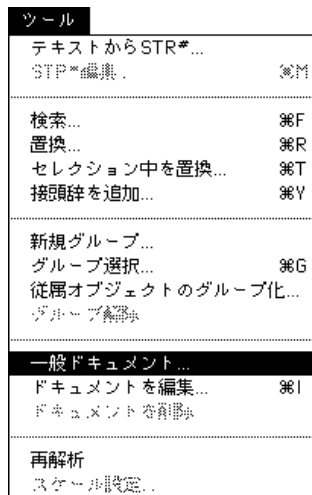 ツール
テキストからSTR#...
STR#編集... ⌘M
検索... ⌘F
置換... ⌘R
セレクション中を置換... ⌘T
接頭辞を追加... ⌘Y
新規グループ...
グループ選択... ⌘G
従属オブジェクトのグループ化...
グループ解除
一般ドキュメント...
ドキュメントを編集... ⌘I
ドキュメントを削除
再解析
スケール設定...